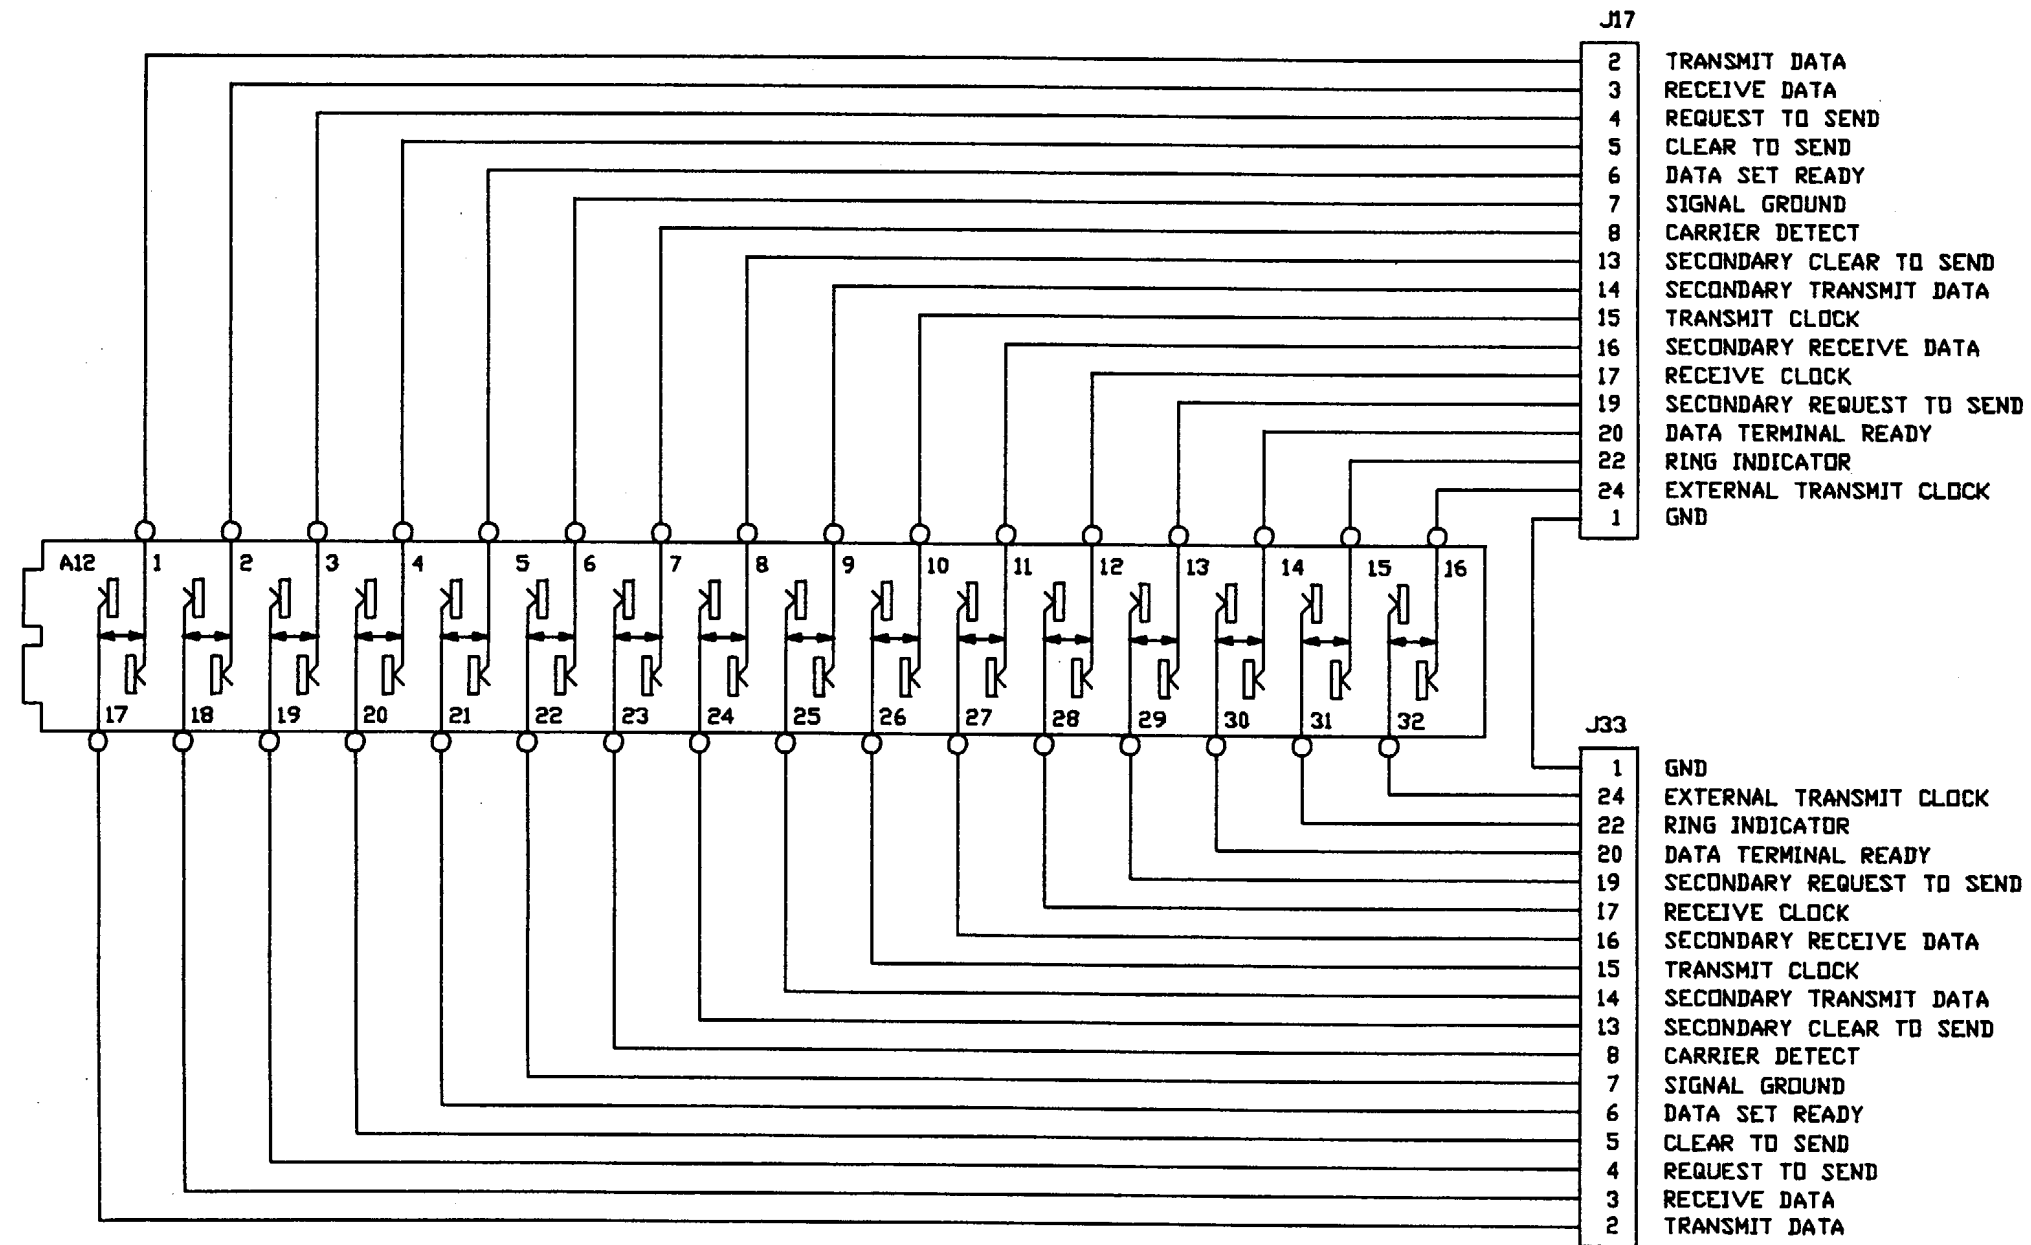 J17
2 TRANSMIT DATA
3 RECEIVE DATA
4 REQUEST TO SEND
5 CLEAR TO SEND
6 DATA SET READY
7 SIGNAL GROUND
8 CARRIER DETECT
13 SECONDARY CLEAR TO SEND
14 SECONDARY TRANSMIT DATA
15 TRANSMIT CLOCK
16 SECONDARY RECEIVE DATA
17 RECEIVE CLOCK
19 SECONDARY REQUEST TO SEND
20 DATA TERMINAL READY
22 RING INDICATOR
24 EXTERNAL TRANSMIT CLOCK
1 GND
A12 1 2 3 4 5 6 7 8 9 10 11 12 13 14 15 16
17 18 19 20 21 22 23 24 25 26 27 28 29 30 31 32
J33
1 GND
24 EXTERNAL TRANSMIT CLOCK
22 RING INDICATOR
20 DATA TERMINAL READY
19 SECONDARY REQUEST TO SEND
17 RECEIVE CLOCK
16 SECONDARY RECEIVE DATA
15 TRANSMIT CLOCK
14 SECONDARY TRANSMIT DATA
13 SECONDARY CLEAR TO SEND
8 CARRIER DETECT
7 SIGNAL GROUND
6 DATA SET READY
5 CLEAR TO SEND
4 REQUEST TO SEND
3 RECEIVE DATA
2 TRANSMIT DATA